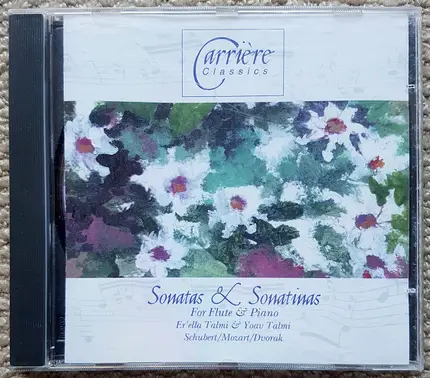 Carrière
Classics
Sonatas & Sonatinas
For Flute & Piano
Er'ella Talmi & Yoav Talmi
Schubert/Mozart/Dvorak